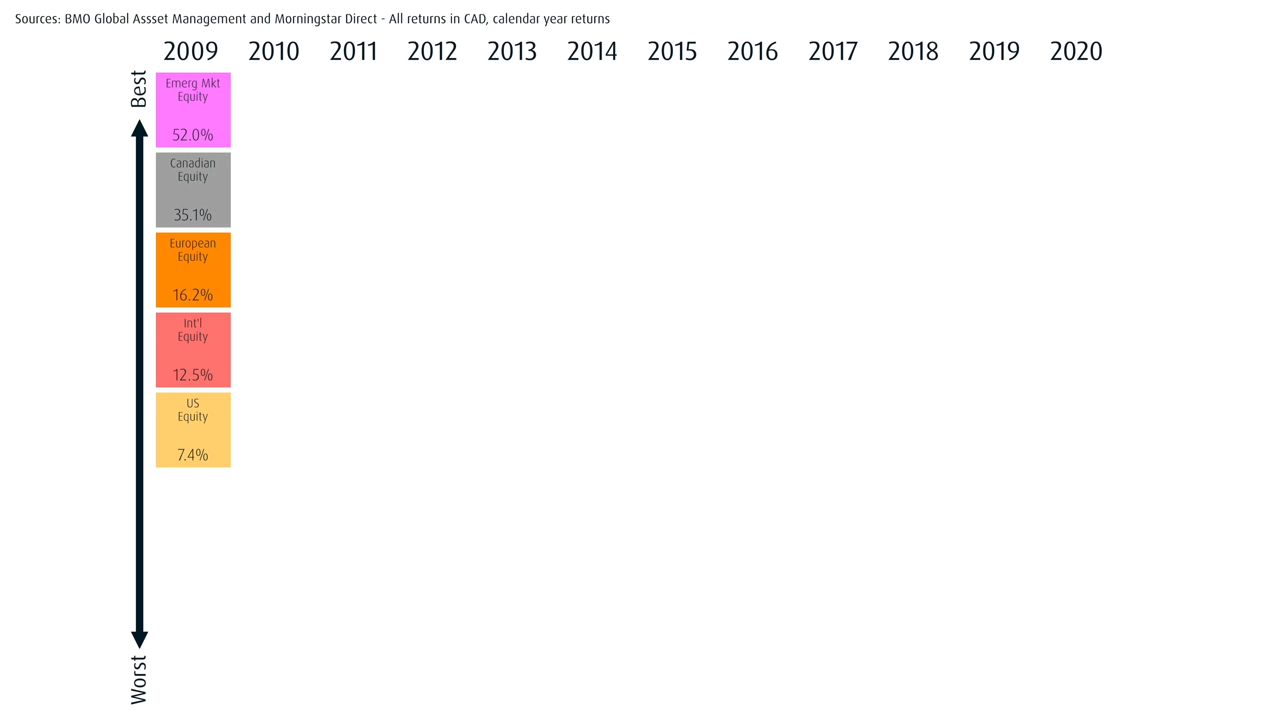 Sources: BMO Global Assset Management and Morningstar Direct - All returns in CAD, calendar year returns
2009 2010 2011 2012 2013 2014 2015 2016 2017 2018 2019 2020
Best
Emerg Mkt
Equity
52.0%
Canadian
Equity
35.1%
European
Equity
16.2%
Int'l
Equity
12.5%
US
Equity
7.4%
Worst